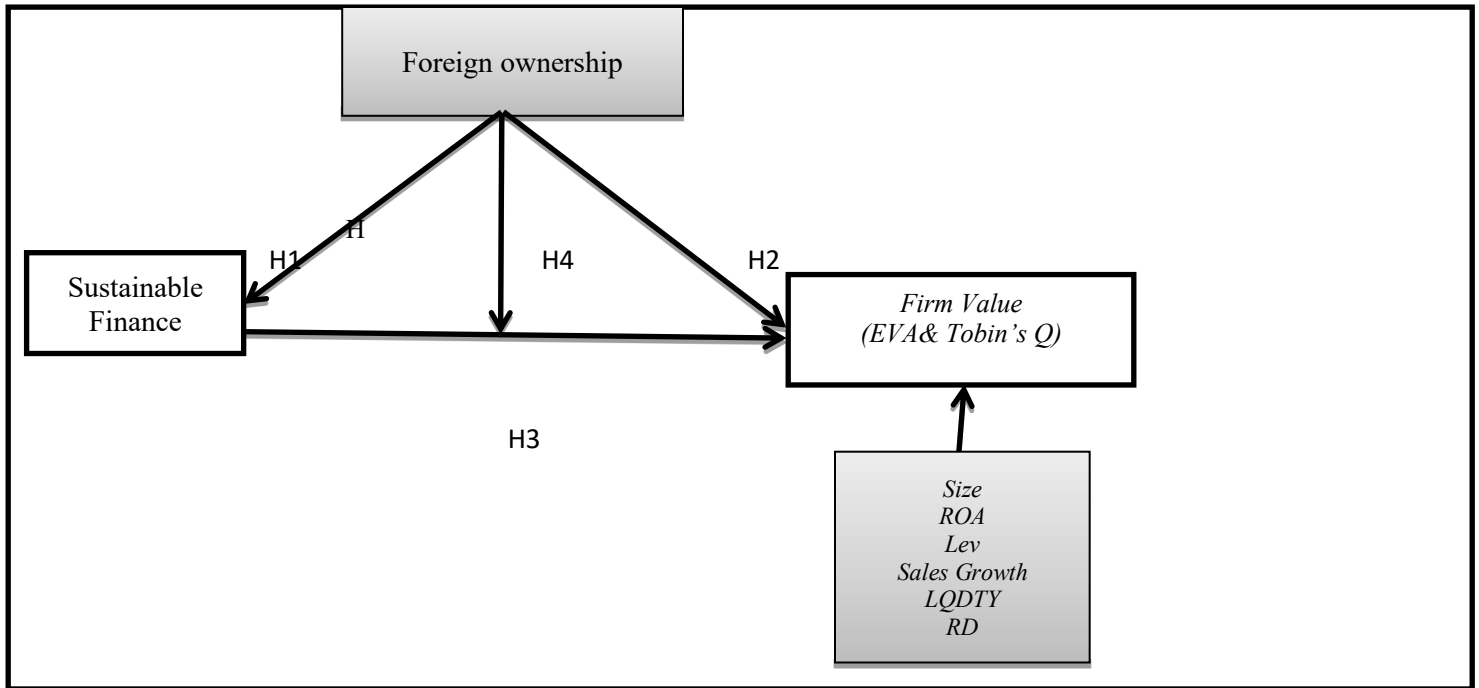 Foreign ownership
H
H1
H4
H2
Sustainable
Finance
Firm Value
(EVA& Tobin's Q)
H3
Size
ROA
Lev
Sales Growth
LQDTY
RD